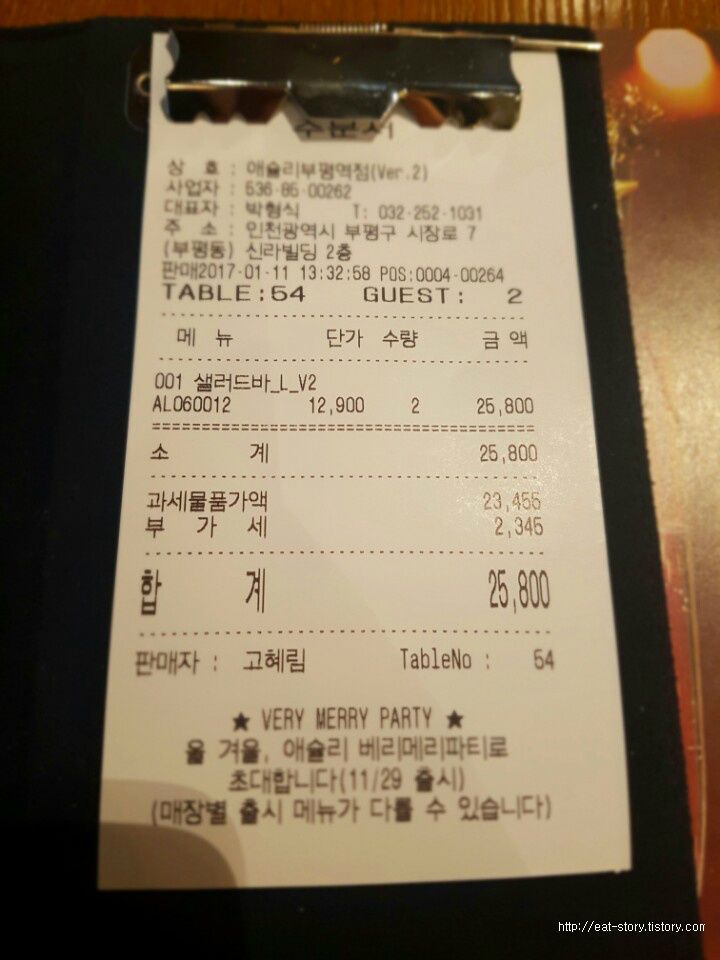 주문서
상 호 : 애슐리부평역점(Ver.2)
사업자 : 536-86-00262
대표자 : 박형식 T: 032-252-1031
주 소 : 인천광역시 부평구 시장로 7
(부평동) 신라빌딩 2층
판매2017-01-11 13:32:58 POS:0004-00264
TABLE:54 GUEST: 2
메 뉴 단가 수량 금 액
001 샐러드바_L_V2
AL060012 12,900 2 25,800
소 계 25,800
과세물품가액 23,455
부 가 세 2,345
합 계 25,800
판매자 : 고혜림 TableNo : 54
★ VERY MERRY PARTY ★
올 겨울, 애슐리 베리메리파티로
초대합니다(11/29 출시)
(매장별 출시 메뉴가 다를 수 있습니다)
http://eat-story.tistory.com